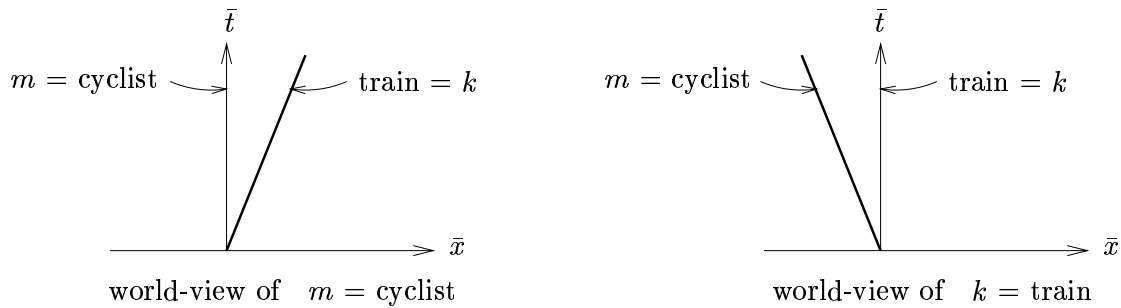 t̄
m = cyclist
train = k
x̄
world-view of m = cyclist
t̄
m = cyclist
train = k
x̄
world-view of k = train